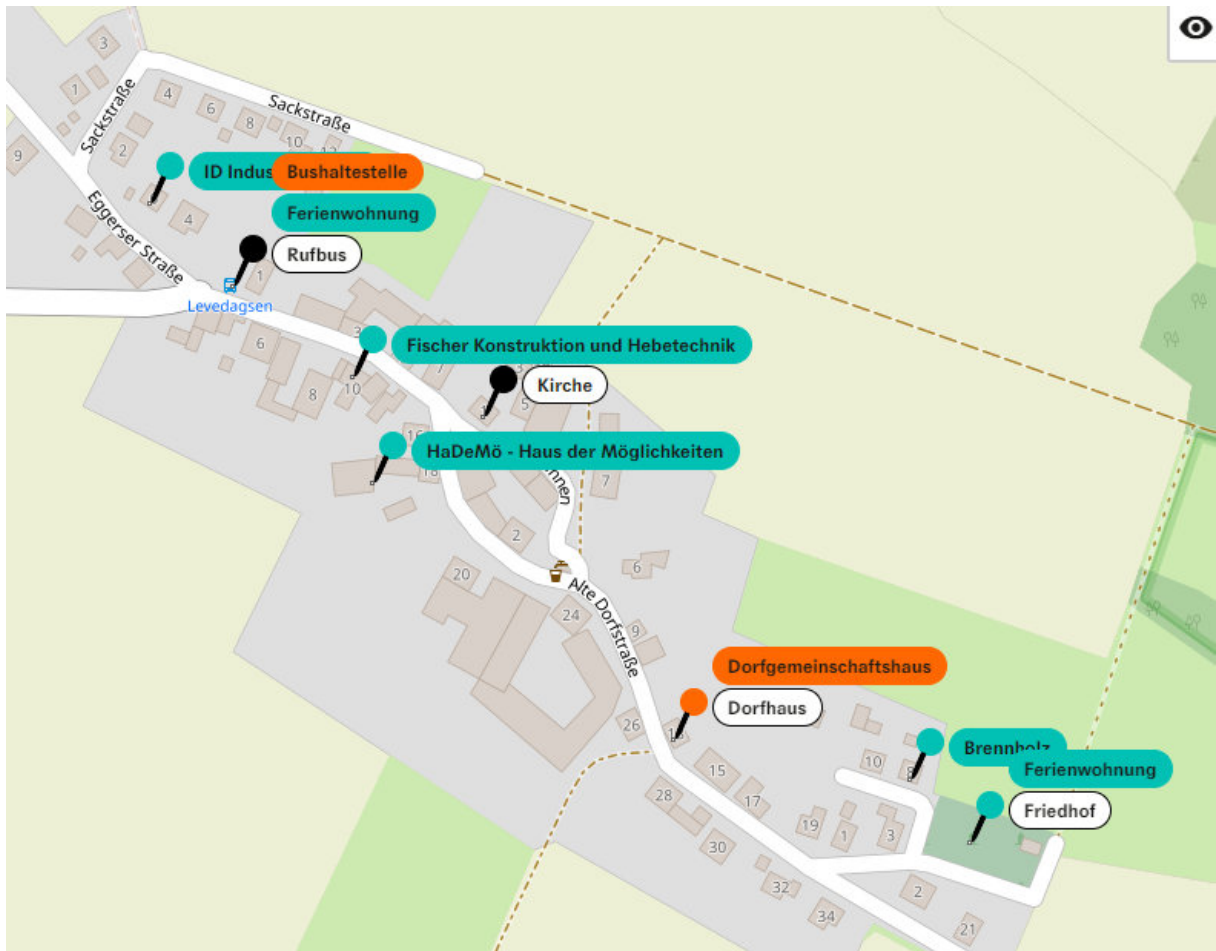 3
1
9
Sackstraße
2
4
6
8
10
Sackstraße
ID Indus
Bushaltestelle
Ferienwohnung
Rufbus
4
Eggerser Straße
1
Levedagsen
6
8
10
3
7
Fischer Konstruktion und Hebetechnik
Kirche
5
16
HaDeMö - Haus der Möglichkeiten
18
nnen
7
2
20
6
24
Alte Dorfstraße
9
Dorfgemeinschaftshaus
Dorfhaus
26
15
17
28
30
32
34
19
1
3
10
8
Brennholz
Ferienwohnung
Friedhof
2
21